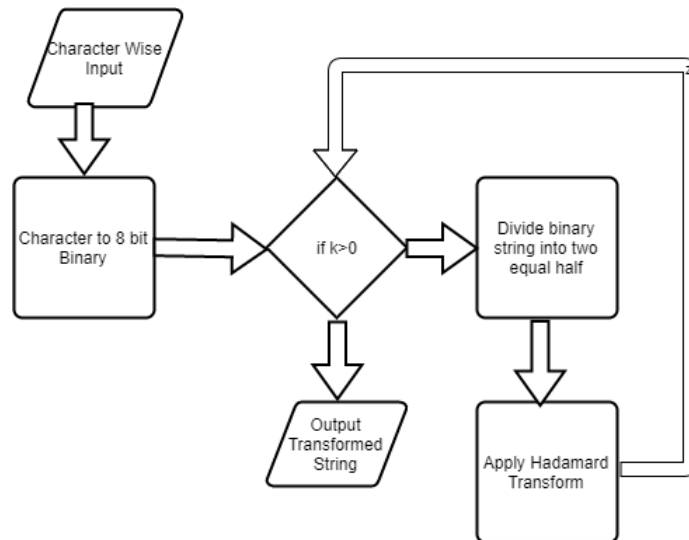 Character Wise
Input
Character to 8 bit
Binary
if k>0
Divide binary
string into two
equal half
Output
Transformed
String
Apply Hadamard
Transform